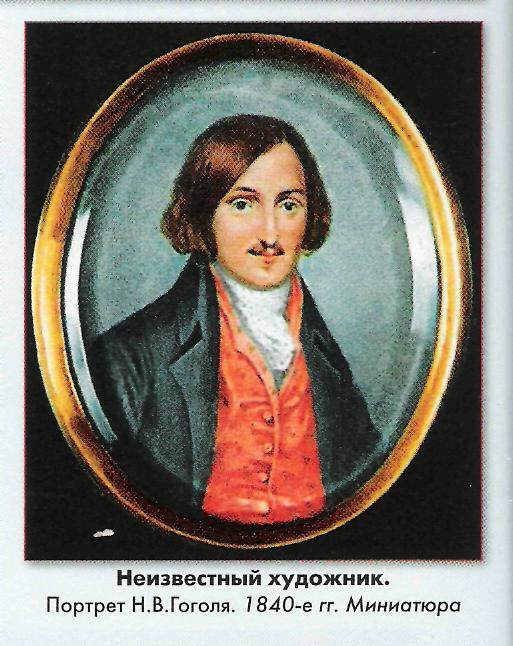 Неизвестный художник.
Портрет Н.В.Гоголя. 1840-е гг. Миниатюра